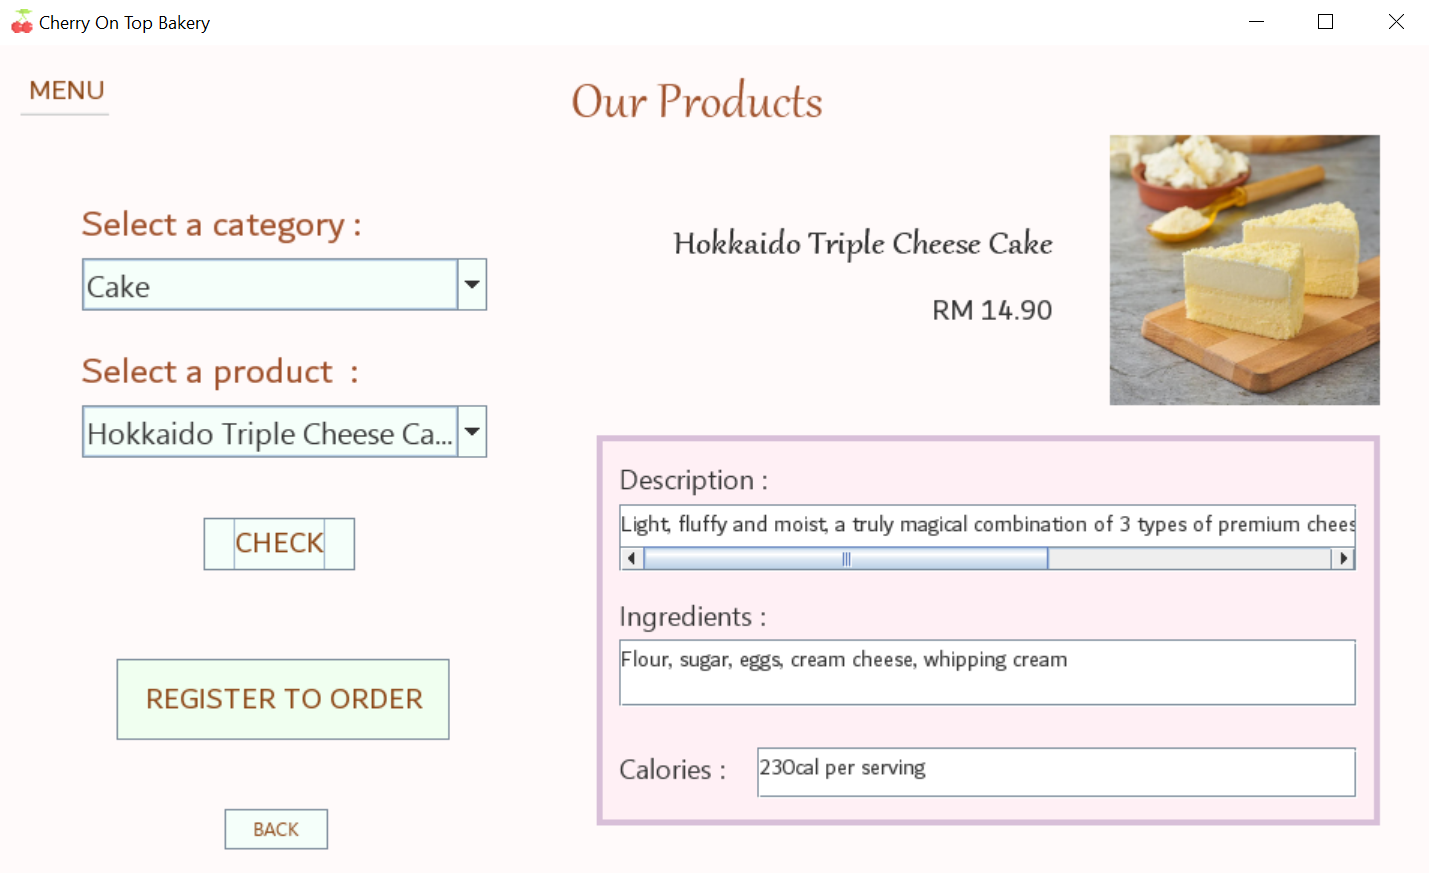 Cherry On Top Bakery
MENU
Our Products
Select a category :
Cake
Select a product :
Hokkaido Triple Cheese Ca...
CHECK
REGISTER TO ORDER
BACK
Hokkaido Triple Cheese Cake
RM 14.90
Description :
Light, fluffy and moist, a truly magical combination of 3 types of premium chees
Ingredients :
Flour, sugar, eggs, cream cheese, whipping cream
Calories :
230cal per serving